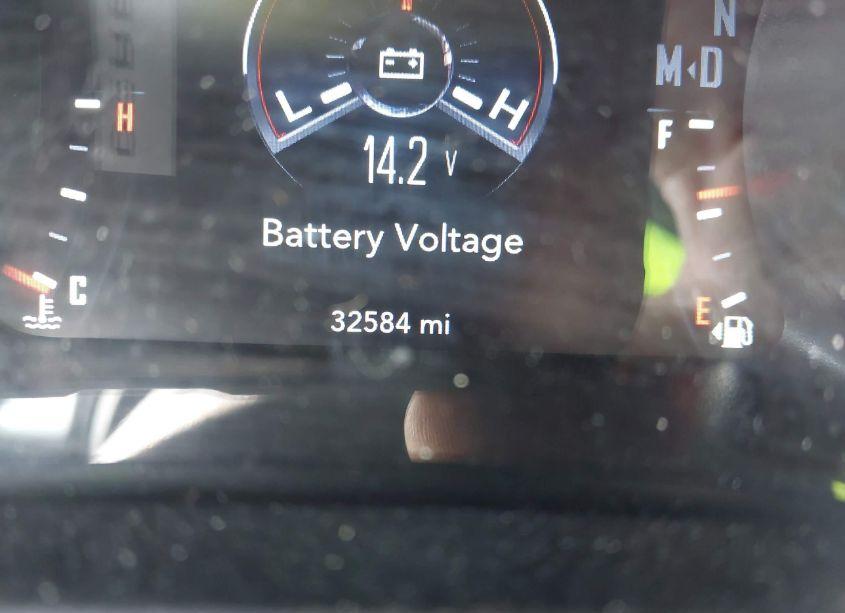 N
M◂D
H
F
L
H
14.2 V
Battery Voltage
C
E
32584 mi